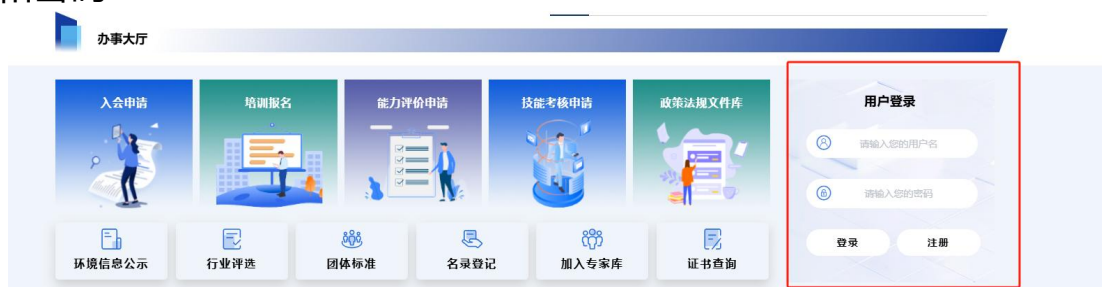 办事大厅
入会申请
培训报名
能力评价申请
技能考核申请
政策法规文件库
用户登录
请输入您的用户名
请输入您的密码
登录
注册
环境信息公示
行业评选
团体标准
名录登记
加入专家库
证书查询